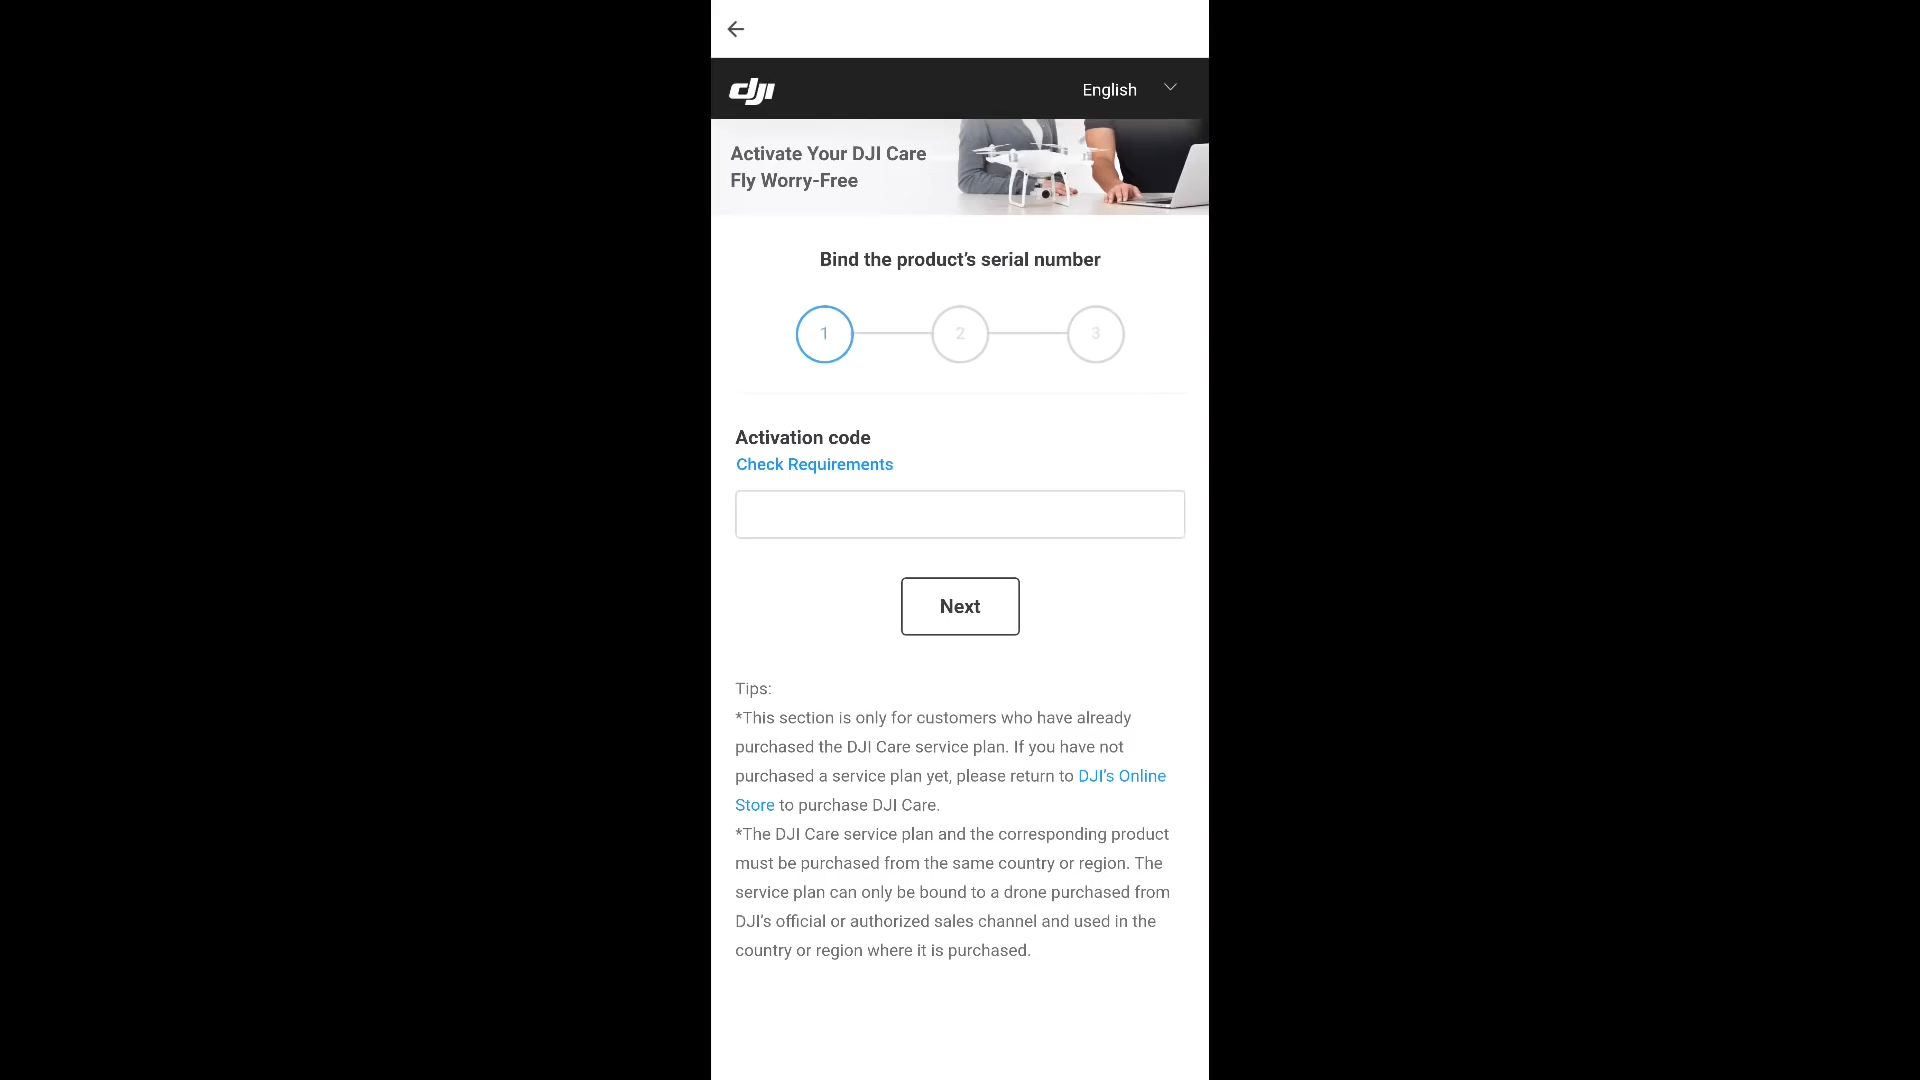 dji
English
Activate Your DJI Care
Fly Worry-Free
Bind the product’s serial number
1
2
3
Activation code
Check Requirements
Next
Tips:
*This section is only for customers who have already
purchased the DJI Care service plan. If you have not
purchased a service plan yet, please return to DJI’s Online
Store to purchase DJI Care.
*The DJI Care service plan and the corresponding product
must be purchased from the same country or region. The
service plan can only be bound to a drone purchased from
DJI’s official or authorized sales channel and used in the
country or region where it is purchased.